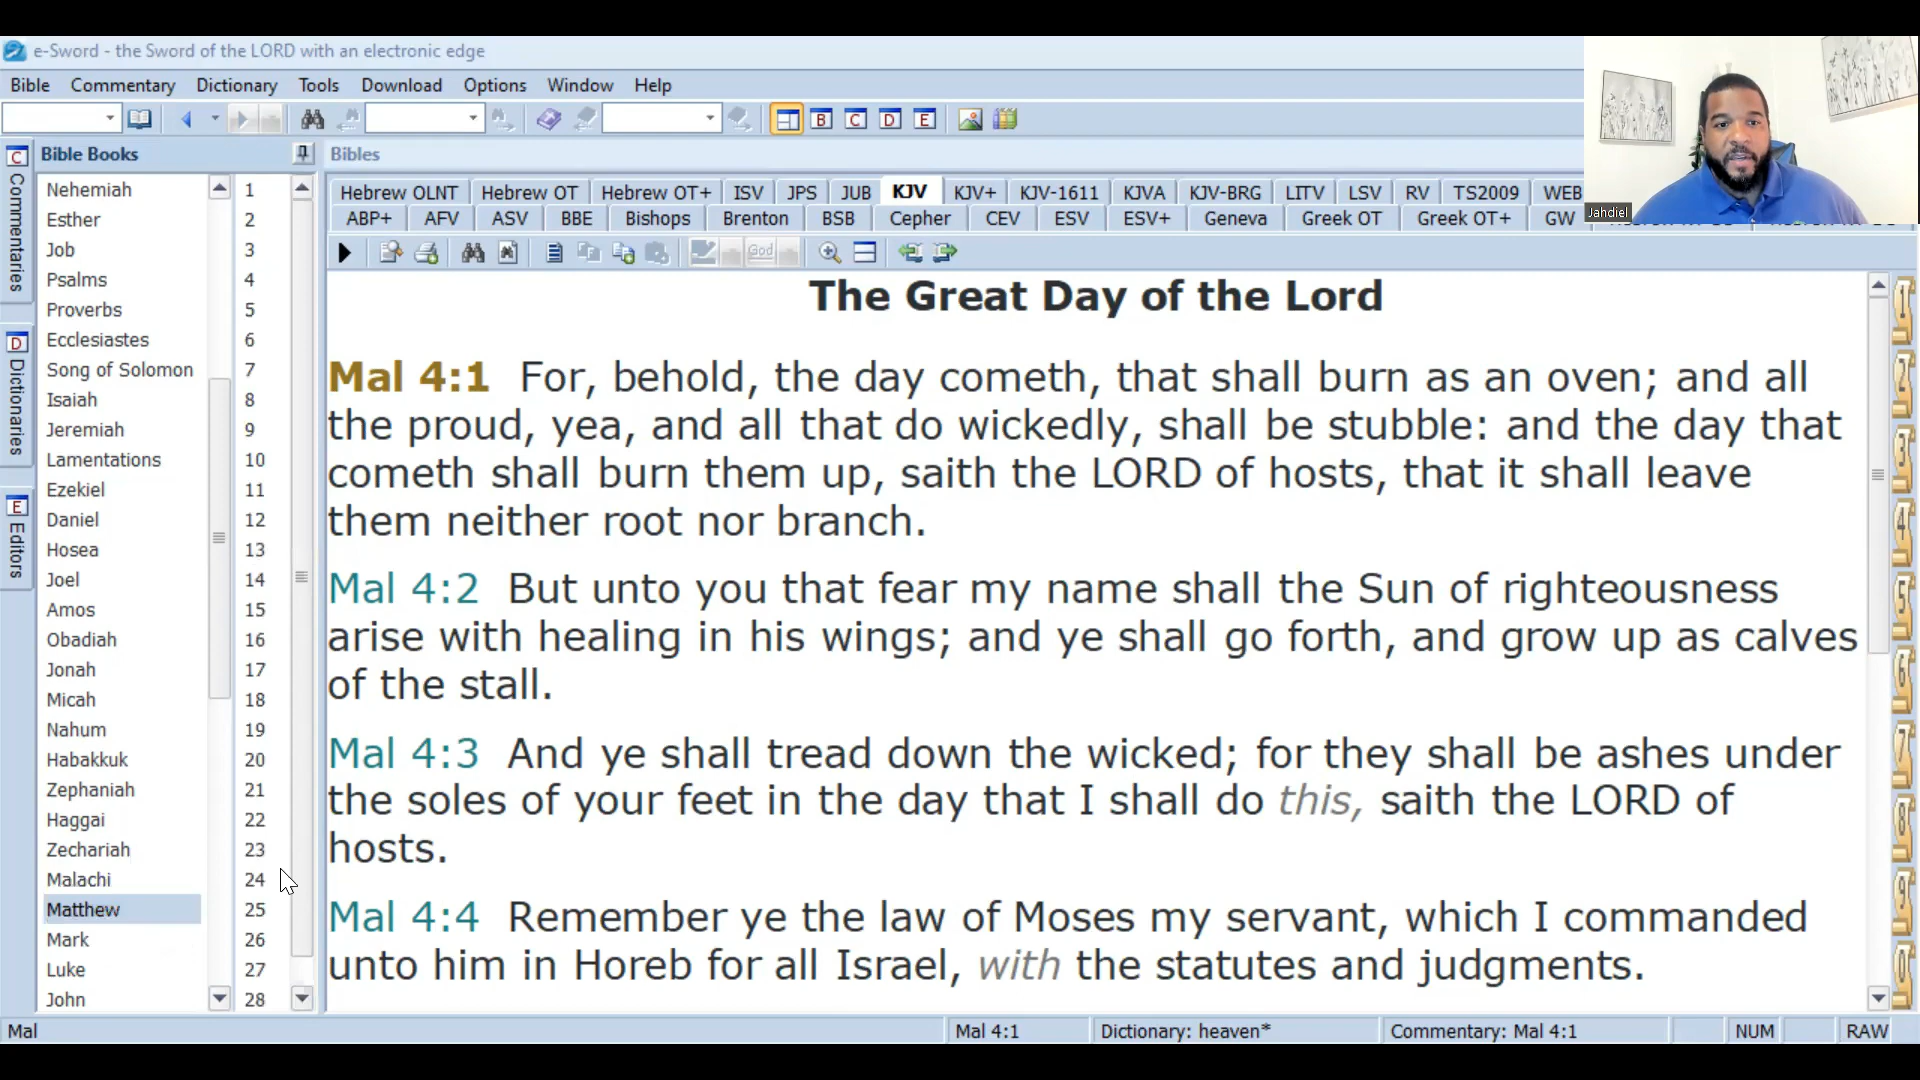 e-Sword - the Sword of the LORD with an electronic edge
Bible Commentary Dictionary Tools Download Options Window Help
B C D E
C Commentaries
D Dictionaries
E Editors
Bible Books
Nehemiah 1
Esther 2
Job 3
Psalms 4
Proverbs 5
Ecclesiastes 6
Song of Solomon 7
Isaiah 8
Jeremiah 9
Lamentations 10
Ezekiel 11
Daniel 12
Hosea 13
Joel 14
Amos 15
Obadiah 16
Jonah 17
Micah 18
Nahum 19
Habakkuk 20
Zephaniah 21
Haggai 22
Zechariah 23
Malachi 24
Matthew 25
Mark 26
Luke 27
John 28
Bibles
Hebrew OLNT Hebrew OT Hebrew OT+ ISV JPS JUB KJV KJV+ KJV-1611 KJVA KJV-BRG LITV LSV RV TS2009 WEB
ABP+ AFV ASV BBE Bishops Brenton BSB Cepher CEV ESV ESV+ Geneva Greek OT Greek OT+ GW
God
Jahdiel
The Great Day of the Lord
Mal 4:1 For, behold, the day cometh, that shall burn as an oven; and all
the proud, yea, and all that do wickedly, shall be stubble: and the day that
cometh shall burn them up, saith the LORD of hosts, that it shall leave
them neither root nor branch.
Mal 4:2 But unto you that fear my name shall the Sun of righteousness
arise with healing in his wings; and ye shall go forth, and grow up as calves
of the stall.
Mal 4:3 And ye shall tread down the wicked; for they shall be ashes under
the soles of your feet in the day that I shall do this, saith the LORD of
hosts.
Mal 4:4 Remember ye the law of Moses my servant, which I commanded
unto him in Horeb for all Israel, with the statutes and judgments.
1
2
3
4
5
6
7
8
9
0
Mal Mal 4:1 Dictionary: heaven* Commentary: Mal 4:1 NUM RAW